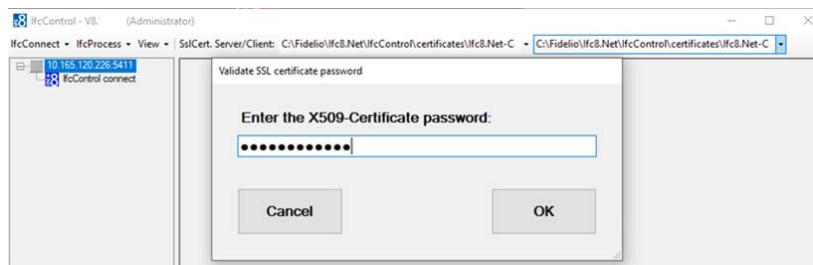 IfcControl - V8. (Administrator)
IfcConnect IfcProcess View SslCert. Server/Client: C:\Fidelio\Ifc8.Net\IfcControl\certificates\Ifc8.Net-C C:\Fidelio\Ifc8.Net\IfcControl\certificates\Ifc8.Net-C
10.165.120.226:5411
IfcControl connect
Validate SSL certificate password
Enter the X509-Certificate password:
Cancel OK